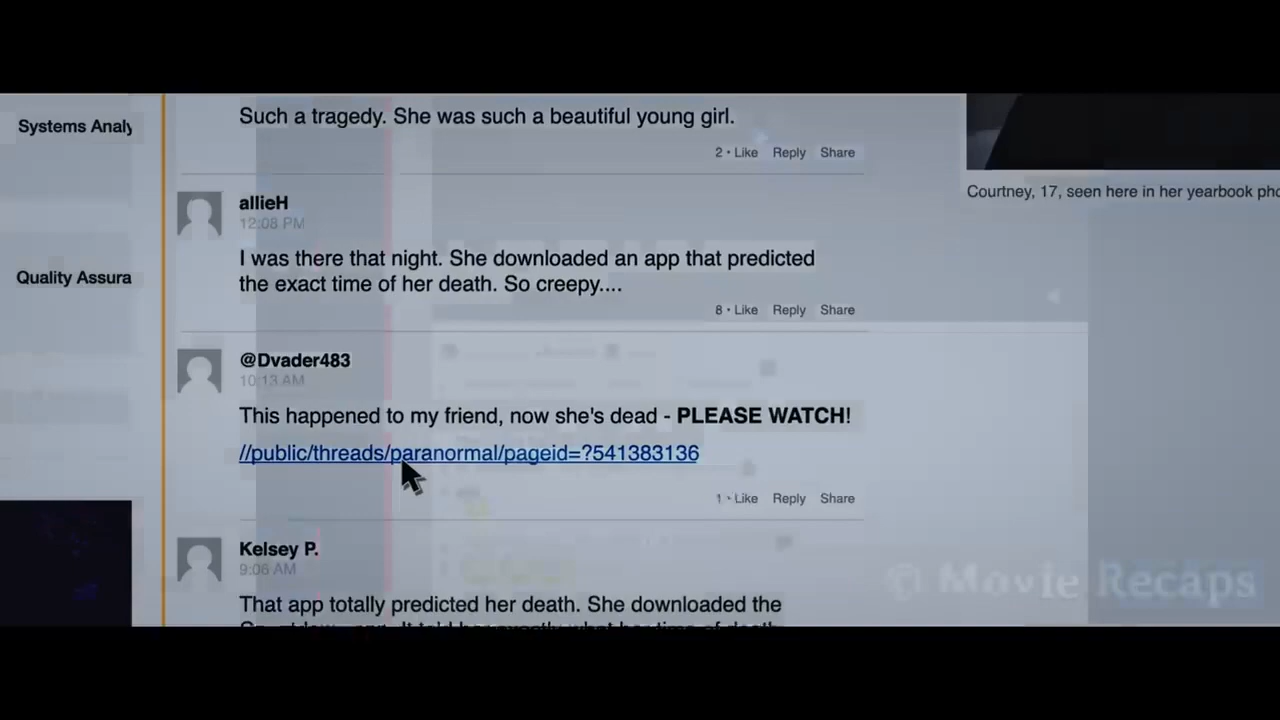 Systems Analy
Such a tragedy. She was such a beautiful young girl.
2 • Like Reply Share
Courtney, 17, seen here in her yearbook pho
allieH
12:08 PM
I was there that night. She downloaded an app that predicted
the exact time of her death. So creepy....
8 • Like Reply Share
Quality Assura
@Dvader483
10:13 AM
This happened to my friend, now she's dead - PLEASE WATCH!
//public/threads/paranormal/pageid=?541383136
1 • Like Reply Share
Kelsey P.
9:06 AM
That app totally predicted her death. She downloaded the
© Movie Recaps